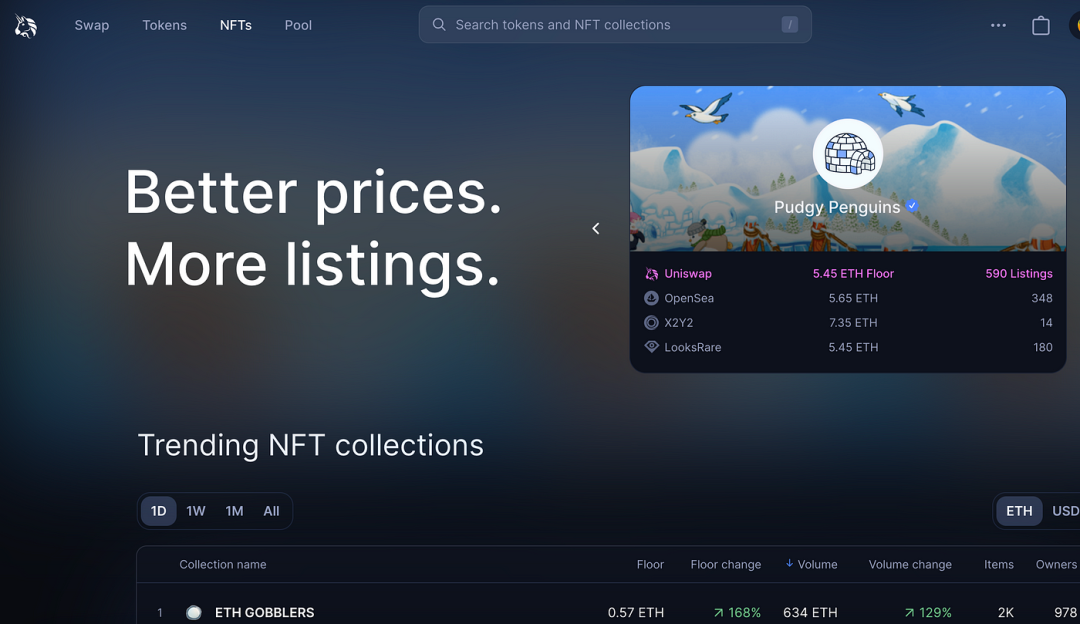 Swap Tokens NFTs Pool Search tokens and NFT collections /
Better prices.
More listings.
Pudgy Penguins
Uniswap 5.45 ETH Floor 590 Listings
OpenSea 5.65 ETH 348
X2Y2 7.35 ETH 14
LooksRare 5.45 ETH 180
Trending NFT collections
1D 1W 1M All ETH USD
Collection name Floor Floor change Volume Volume change Items Owners
1 ETH GOBBLERS 0.57 ETH 168% 634 ETH 129% 2K 978